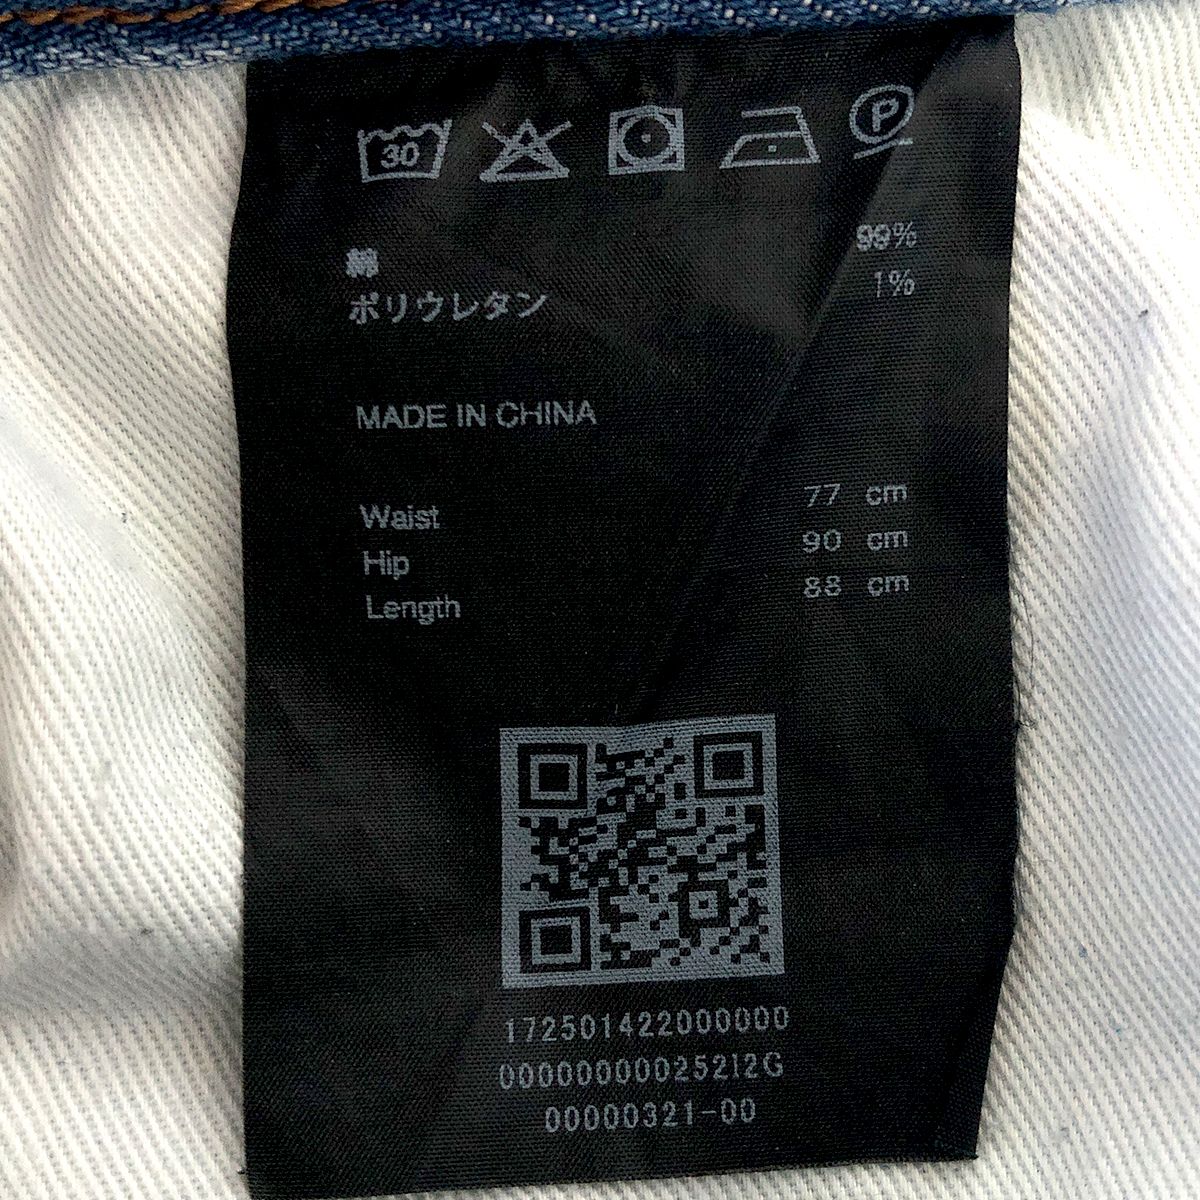 30
P
綿 99%
ポリウレタン 1%
MADE IN CHINA
Waist 77 cm
Hip 90 cm
Length 88 cm
172501422000000
00000000025212G
00000321-00